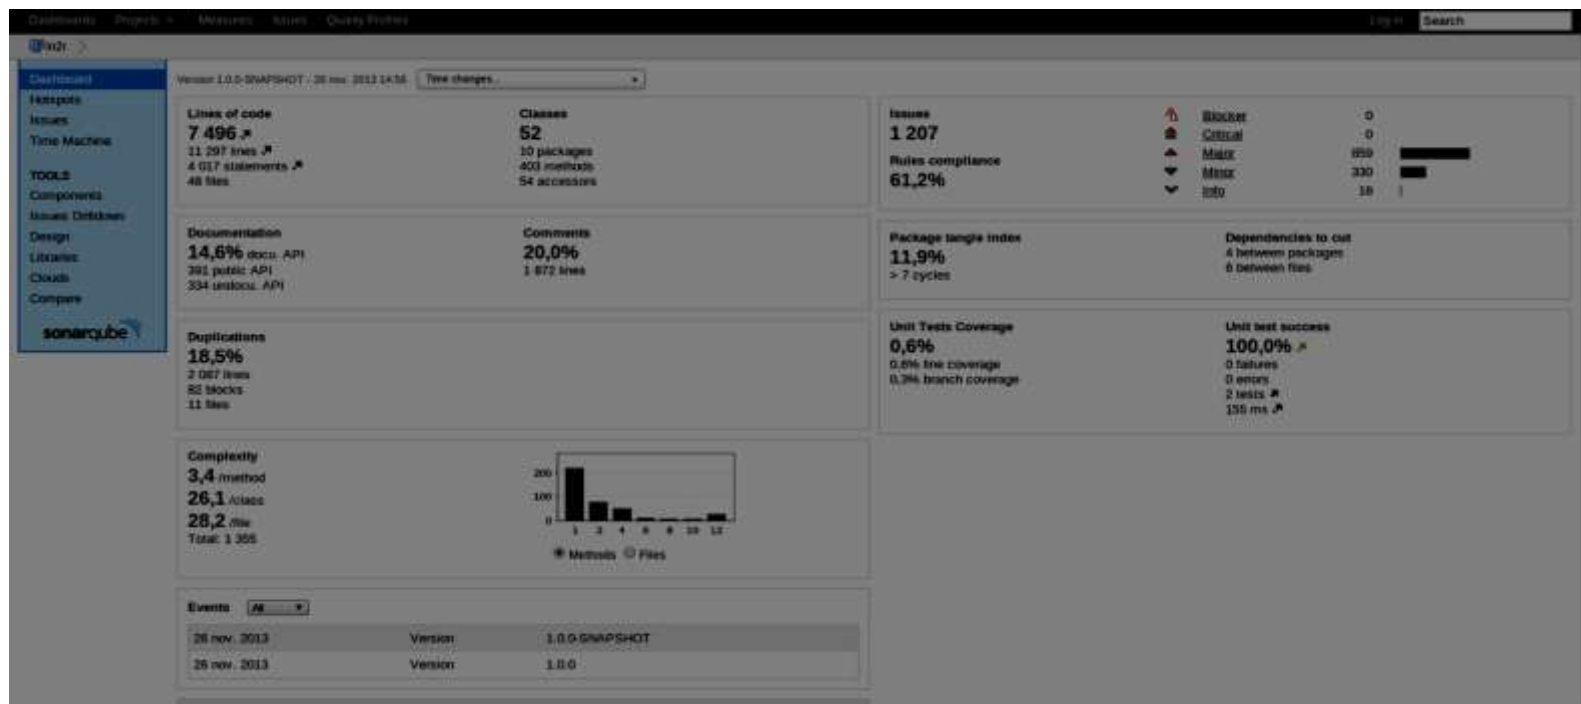 Dashboards Projects Measures Issues Quality Profiles Log in Search
Dashboard
Hotspots
Issues
Time Machine
TOOLS
Components
Issues Drilldown
Design
Libraries
Clouds
Compare
sonarqube
Version 1.0.0-SNAPSHOT - 26 nov. 2013 14:56 Time changes...
Lines of code
7 496
11 297 lines
4 017 statements
48 files
Classes
52
10 packages
403 methods
54 accessors
Documentation
14,6% docu. API
391 public API
334 undocu. API
Comments
20,0%
1 872 lines
Duplications
18,5%
2 087 lines
82 blocks
11 files
Complexity
3,4 /method
26,1 /class
28,2 /file
Total: 1 355
200
100
0
1 2 4 6 8 10 12
Methods Files
Events All
26 nov. 2013 Version 1.0.0-SNAPSHOT
26 nov. 2013 Version 1.0.0
Issues
1 207
Rules compliance
61,2%
Blocker 0
Critical 0
Major 859
Minor 330
Info 18
Package tangle index
11,9%
> 7 cycles
Dependencies to cut
4 between packages
6 between files
Unit Tests Coverage
0,6%
0,6% line coverage
0,3% branch coverage
Unit test success
100,0%
0 failures
0 errors
2 tests
155 ms